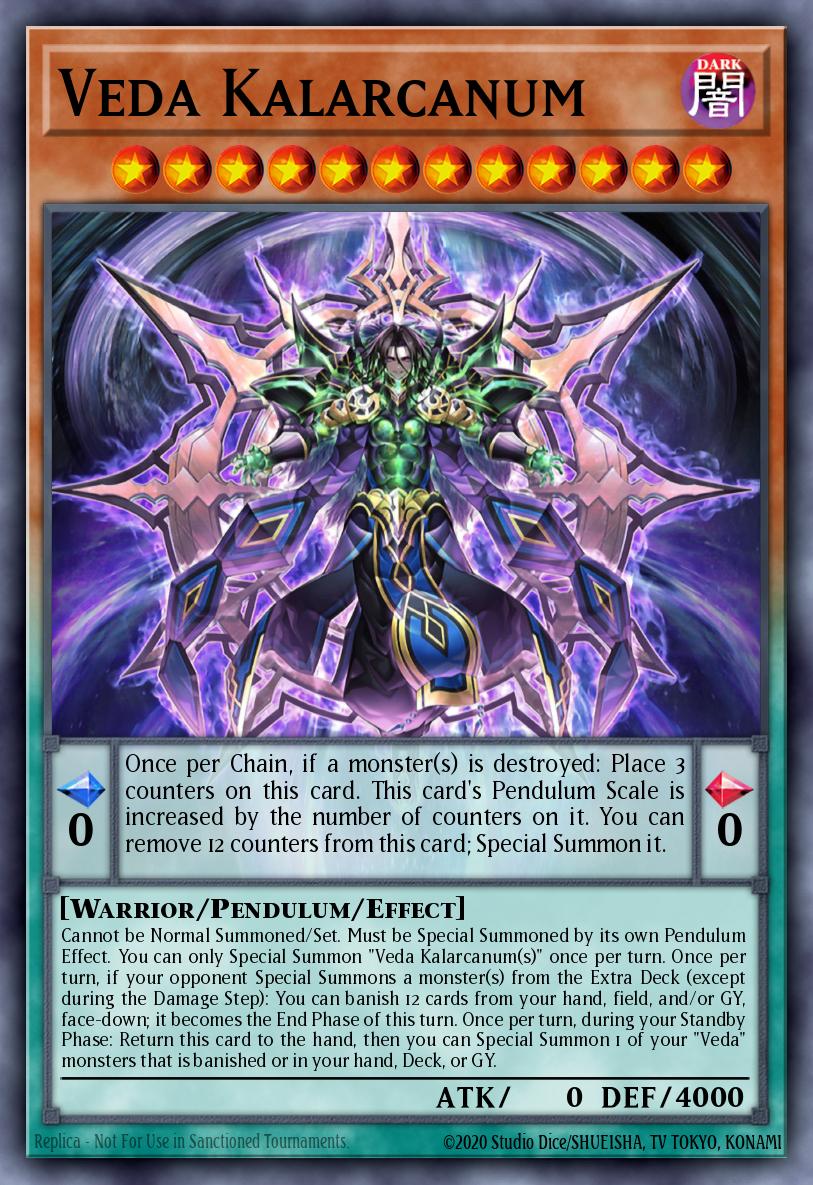 Veda Kalarcanum
DARK
闇
Once per Chain, if a monster(s) is destroyed: Place 3
counters on this card. This card's Pendulum Scale is
increased by the number of counters on it. You can
remove 12 counters from this card; Special Summon it.
0
0
[Warrior/Pendulum/Effect]
Cannot be Normal Summoned/Set. Must be Special Summoned by its own Pendulum
Effect. You can only Special Summon "Veda Kalarcanum(s)" once per turn. Once per
turn, if your opponent Special Summons a monster(s) from the Extra Deck (except
during the Damage Step): You can banish 12 cards from your hand, field, and/or GY,
face-down; it becomes the End Phase of this turn. Once per turn, during your Standby
Phase: Return this card to the hand, then you can Special Summon 1 of your "Veda"
monsters that is banished or in your hand, Deck, or GY.
ATK/ 0 DEF/4000
Replica - Not For Use in Sanctioned Tournaments.
©2020 Studio Dice/SHUEISHA, TV TOKYO, KONAMI